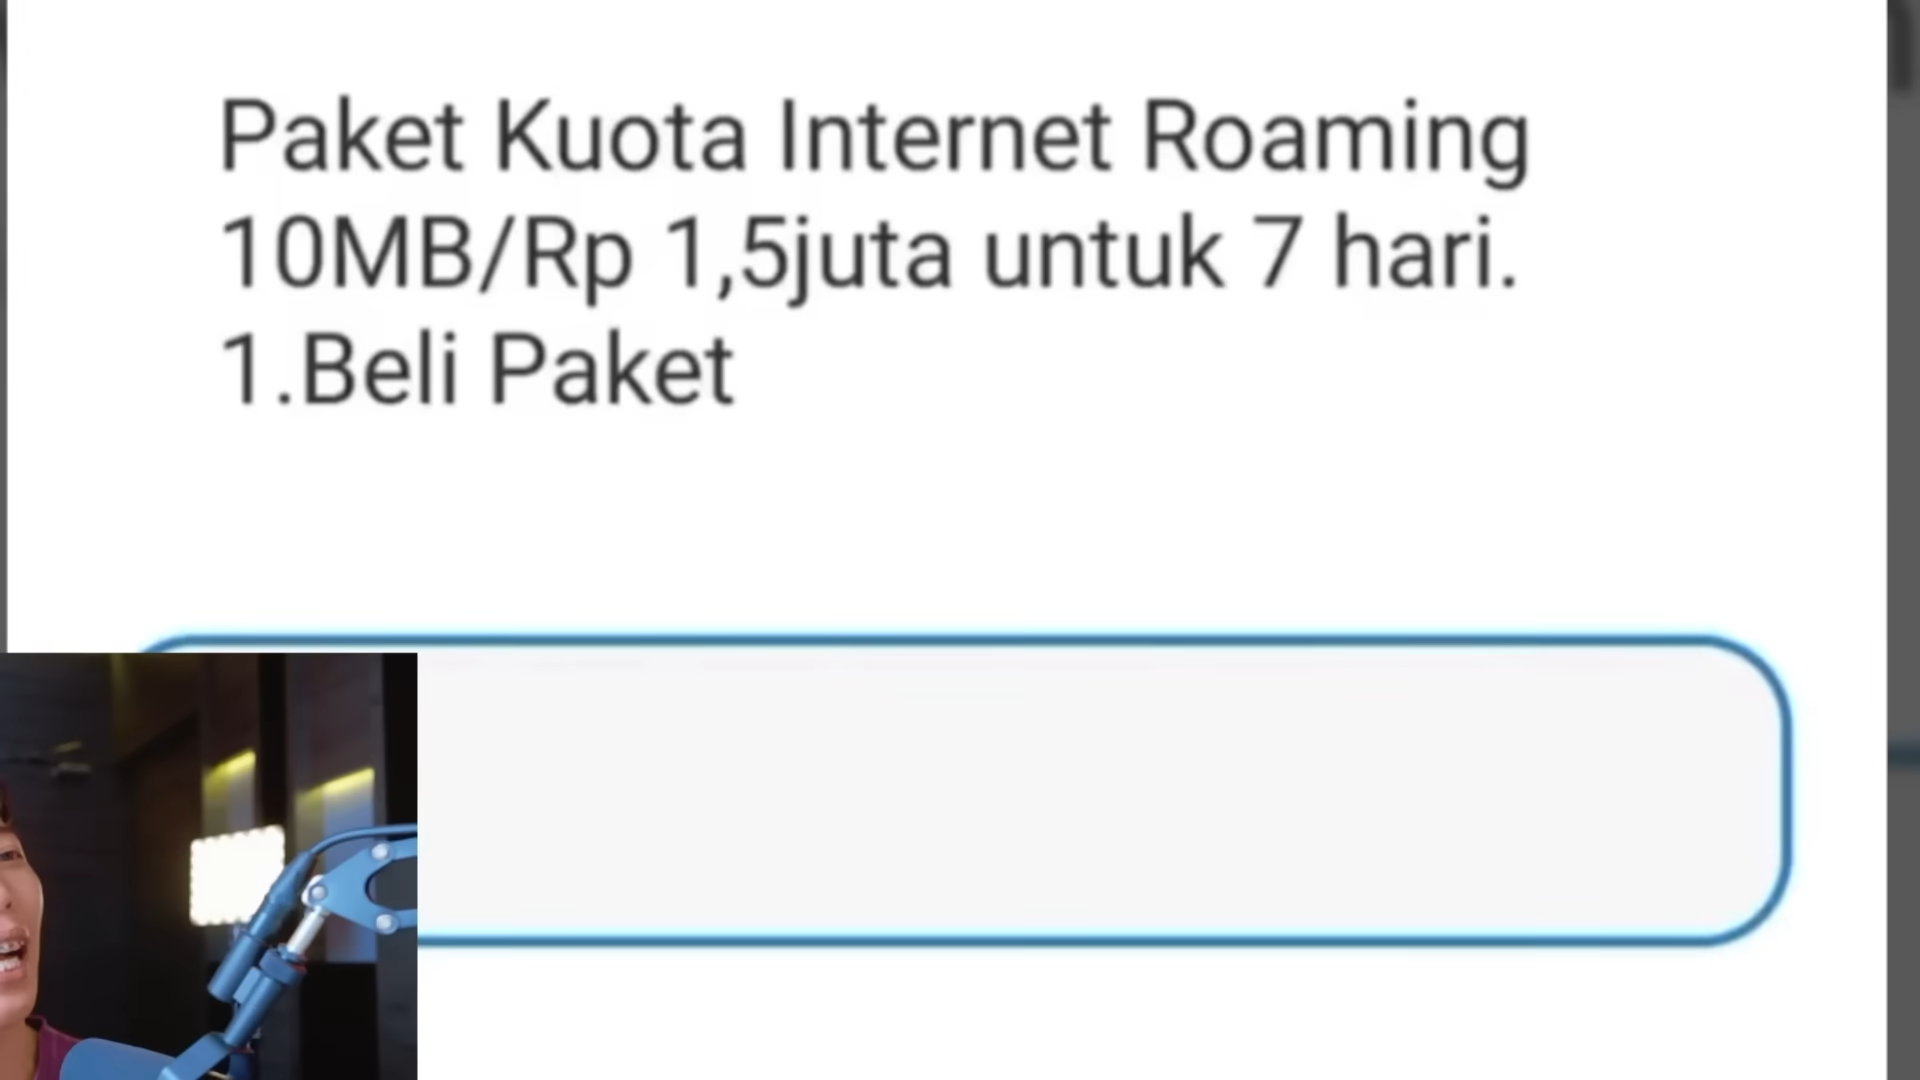 Paket Kuota Internet Roaming
10MB/Rp 1,5juta untuk 7 hari.
1.Beli Paket